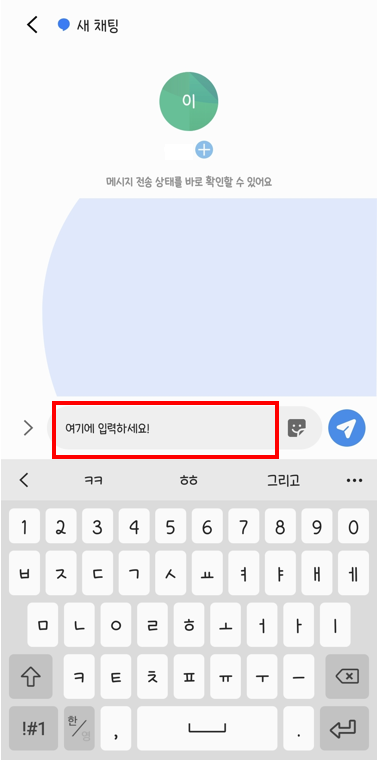 새 채팅
이
메시지 전송 상태를 바로 확인할 수 있어요
여기에 입력하세요!
ㅋㅋ ㅎㅎ 그리고
1 2 3 4 5 6 7 8 9 0
ㅂ ㅈ ㄷ ㄱ ㅅ ㅛ ㅕ ㅑ ㅐ ㅔ
ㅁ ㄴ ㅇ ㄹ ㅎ ㅗ ㅓ ㅏ ㅣ
ㅋ ㅌ ㅊ ㅍ ㅠ ㅜ ㅡ
!#1 한/영 , .